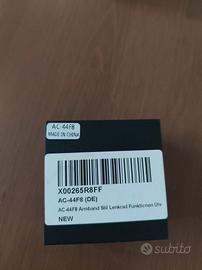 AC-44F8
MADE IN CHINA
X00265R8FF
AC-44F8 (DE)
AC-44F8 Armband Stil Lenkrad Funktionen Uhr
NEW
subito